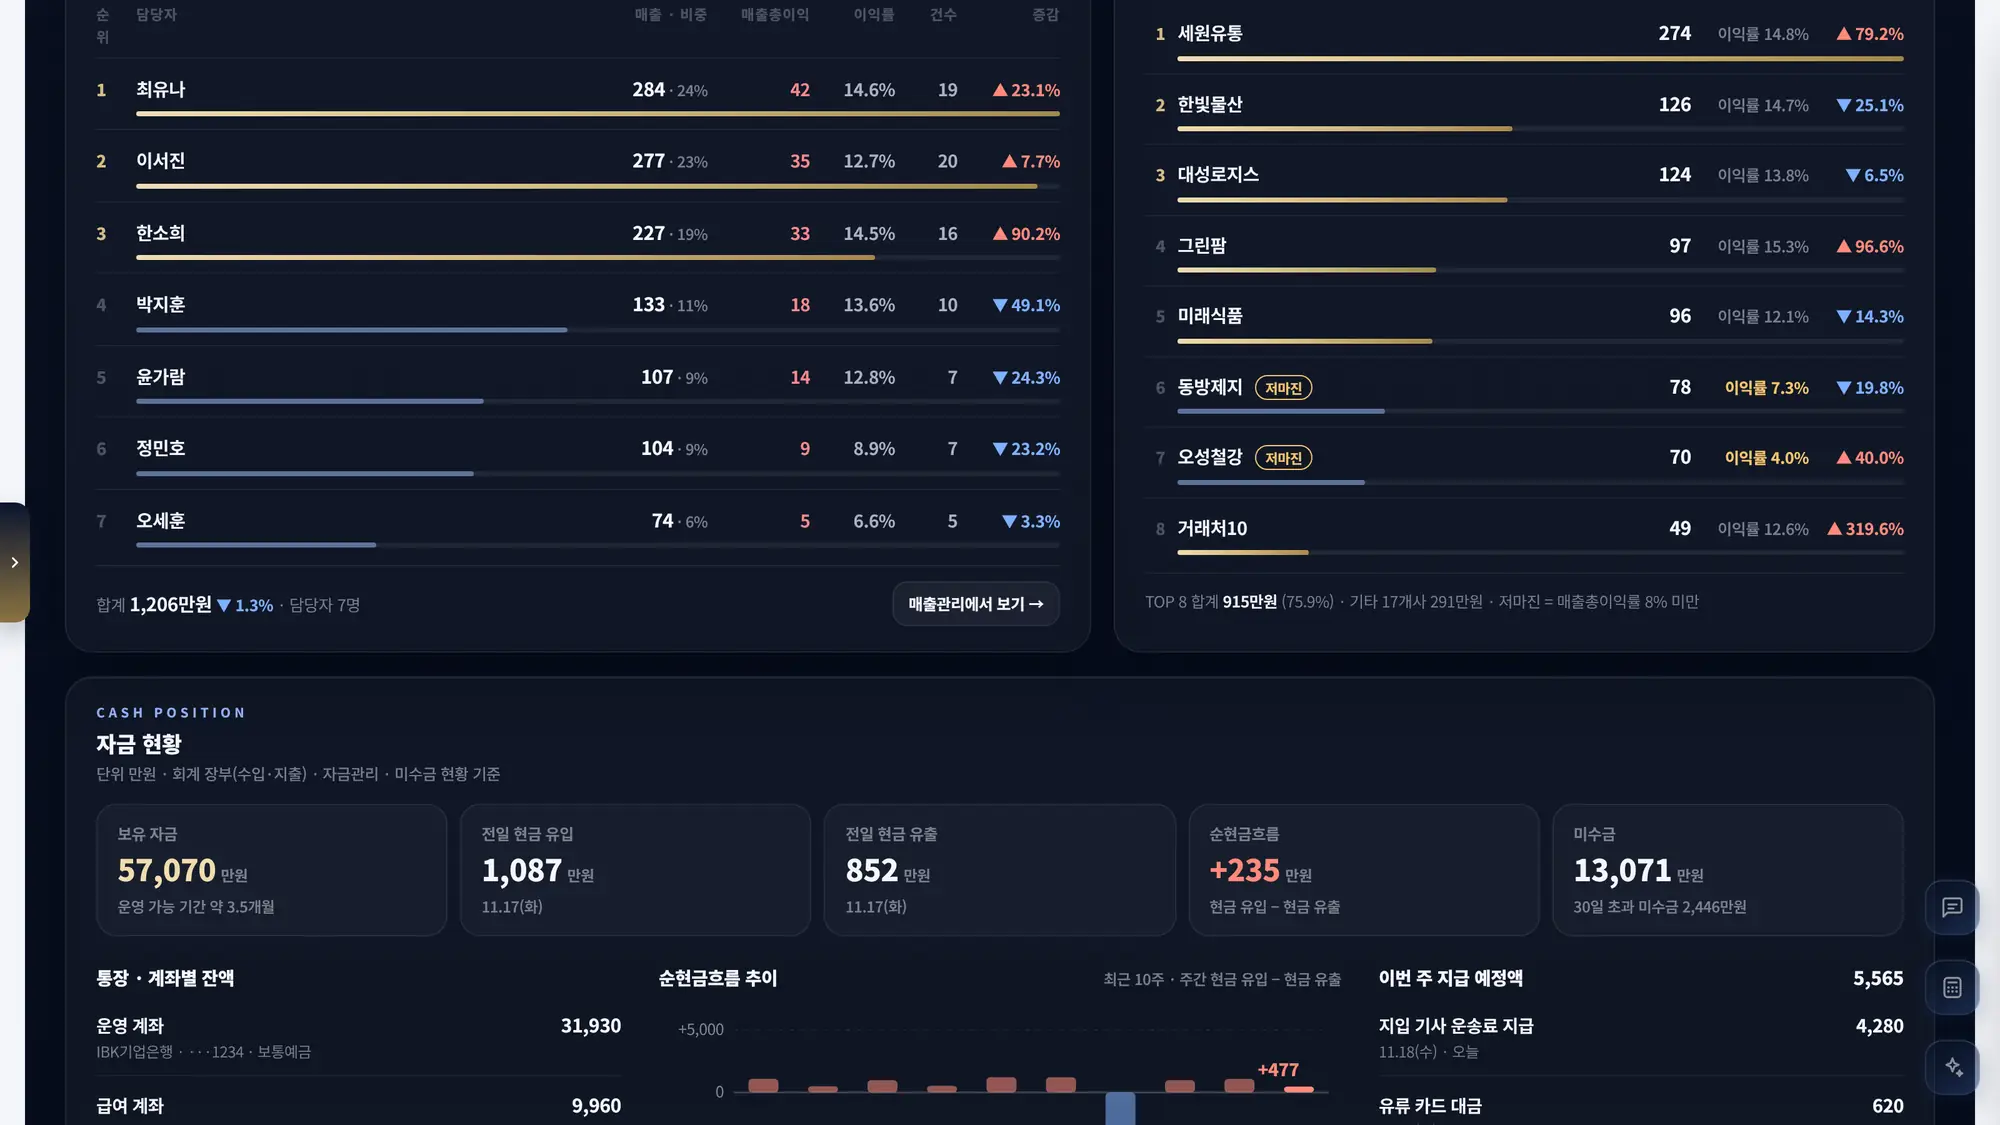 순위 담당자 매출 · 비중 매출총이익 이익률 건수 증감
1 최유나 284 · 24% 42 14.6% 19 ▲23.1%
2 이서진 277 · 23% 35 12.7% 20 ▲7.7%
3 한소희 227 · 19% 33 14.5% 16 ▲90.2%
4 박지훈 133 · 11% 18 13.6% 10 ▼49.1%
5 윤가람 107 · 9% 14 12.8% 7 ▼24.3%
6 정민호 104 · 9% 9 8.9% 7 ▼23.2%
7 오세훈 74 · 6% 5 6.6% 5 ▼3.3%
합계 1,206만원 ▼1.3% · 담당자 7명
매출관리에서 보기 →
1 세원유통 274 이익률 14.8% ▲79.2%
2 한빛물산 126 이익률 14.7% ▼25.1%
3 대성로지스 124 이익률 13.8% ▼6.5%
4 그린팜 97 이익률 15.3% ▲96.6%
5 미래식품 96 이익률 12.1% ▼14.3%
6 동방제지 저마진 78 이익률 7.3% ▼19.8%
7 오성철강 저마진 70 이익률 4.0% ▲40.0%
8 거래처10 49 이익률 12.6% ▲319.6%
TOP 8 합계 915만원 (75.9%) · 기타 17개사 291만원 · 저마진 = 매출총이익률 8% 미만
CASH POSITION
자금 현황
단위 만원 · 회계 장부(수입·지출) · 자금관리 · 미수금 현황 기준
보유 자금
57,070 만원
운영 가능 기간 약 3.5개월
전일 현금 유입
1,087 만원
11.17(화)
전일 현금 유출
852 만원
11.17(화)
순현금흐름
+235 만원
현금 유입 − 현금 유출
미수금
13,071 만원
30일 초과 미수금 2,446만원
통장 · 계좌별 잔액
운영 계좌 31,930
IBK기업은행 · ···1234 · 보통예금
급여 계좌 9,960
순현금흐름 추이 최근 10주 · 주간 현금 유입 − 현금 유출
+5,000
+477
0
이번 주 지급 예정액 5,565
지입 기사 운송료 지급 4,280
11.18(수) · 오늘
유류 카드 대금 620